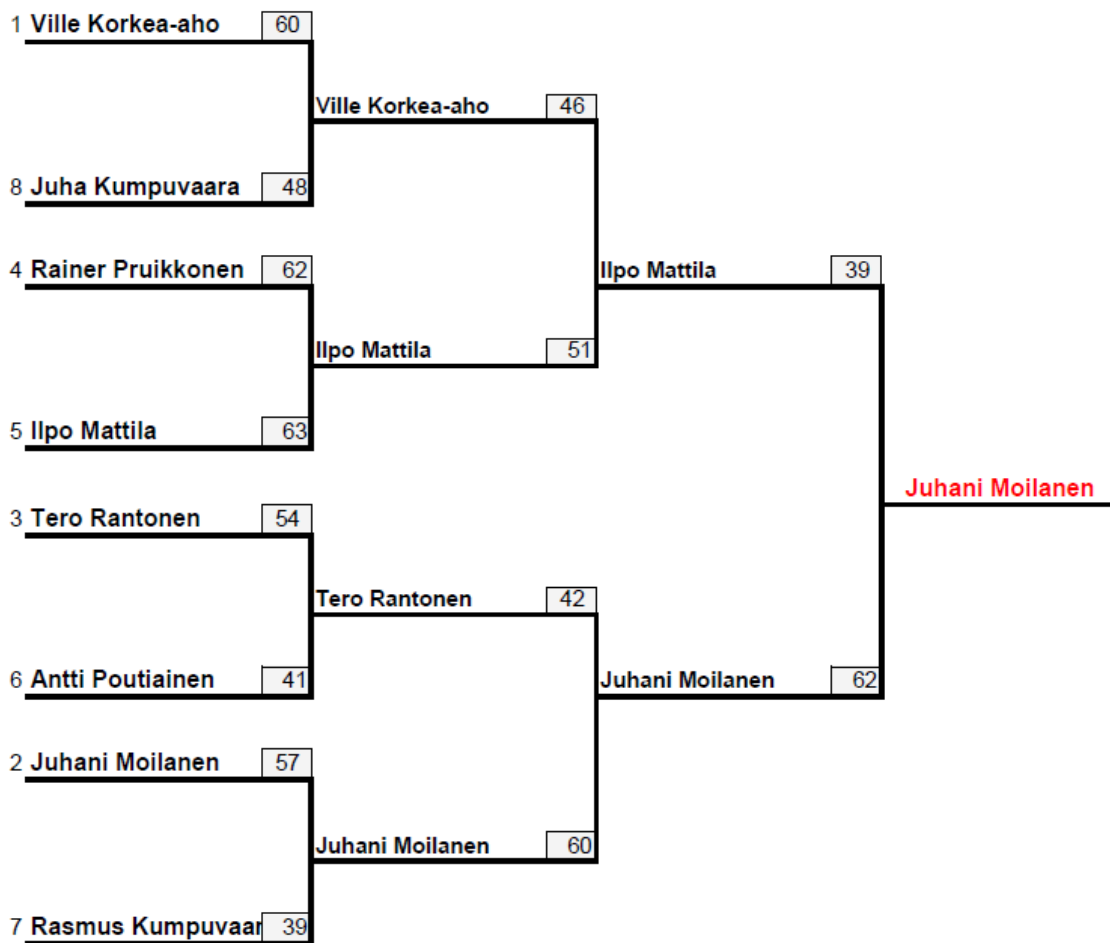 1 Ville Korkea-aho 60
Ville Korkea-aho 46
8 Juha Kumpuvaara 48
4 Rainer Pruikkonen 62
Ilpo Mattila 39
Ilpo Mattila 51
5 Ilpo Mattila 63
Juhani Moilanen
3 Tero Rantonen 54
Tero Rantonen 42
6 Antti Poutiainen 41
Juhani Moilanen 62
2 Juhani Moilanen 57
Juhani Moilanen 60
7 Rasmus Kumpuvaar 39